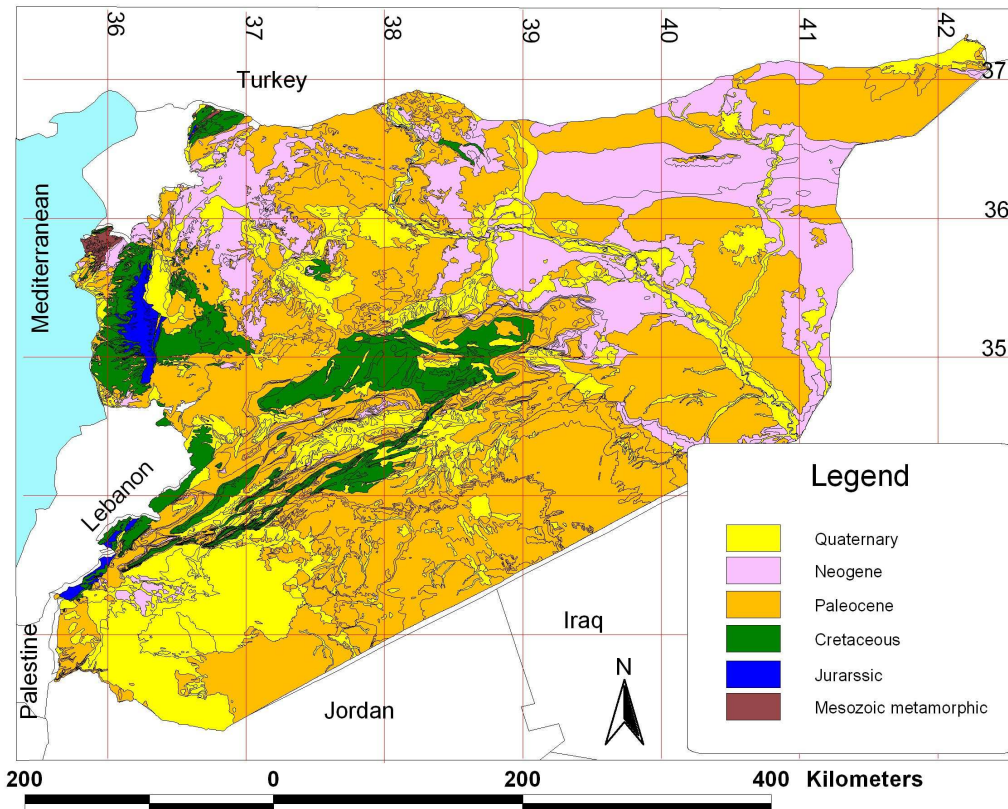 36 37 38 39 40 41 42
37
36
35
Turkey
Mediterranean
Lebanon
Palestine
Jordan
Iraq
N
Legend
Quaternary
Neogene
Paleocene
Cretaceous
Jurarssic
Mesozoic metamorphic
200 0 200 400 Kilometers